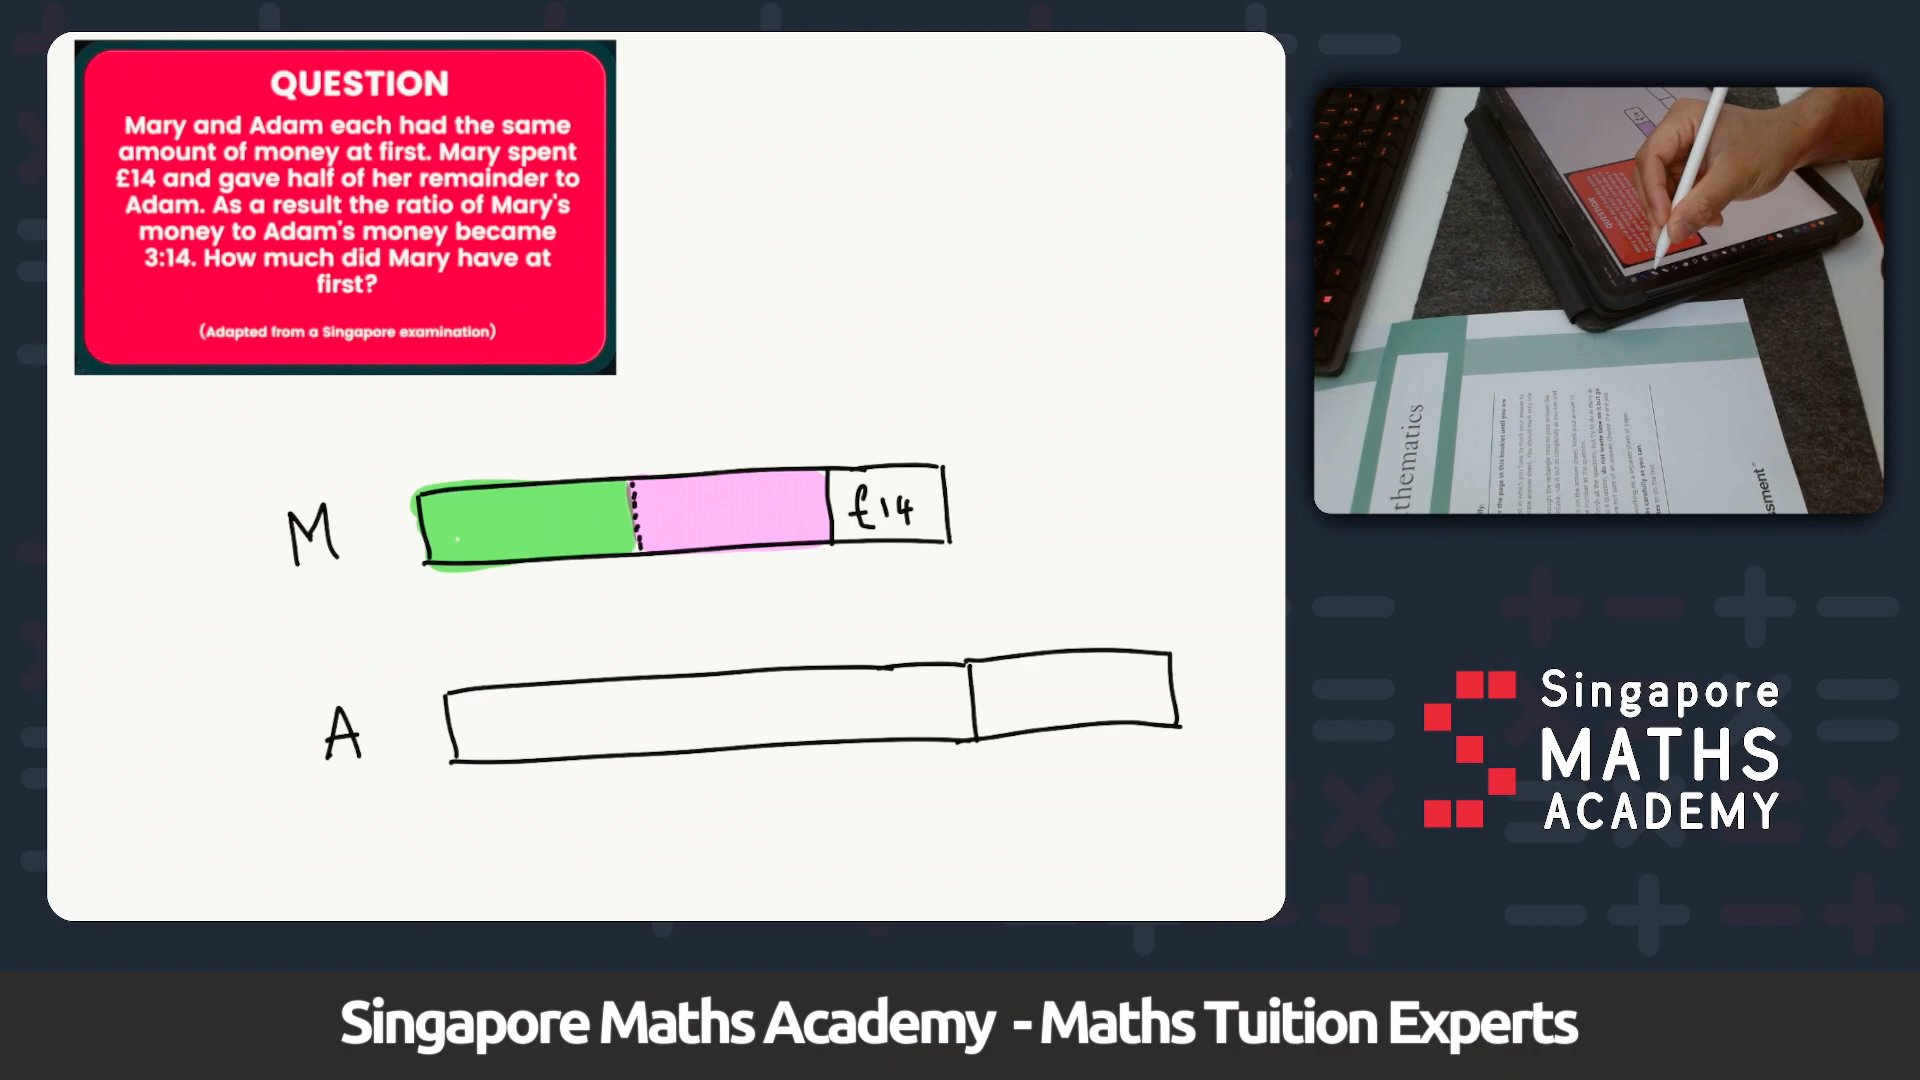 QUESTION
Mary and Adam each had the same
amount of money at first. Mary spent
£14 and gave half of her remainder to
Adam. As a result the ratio of Mary's
money to Adam's money became
3:14. How much did Mary have at
first?
(Adapted from a Singapore examination)
M
£14
A
thematics
ssment
Singapore
MATHS
ACADEMY
Singapore Maths Academy - Maths Tuition Experts